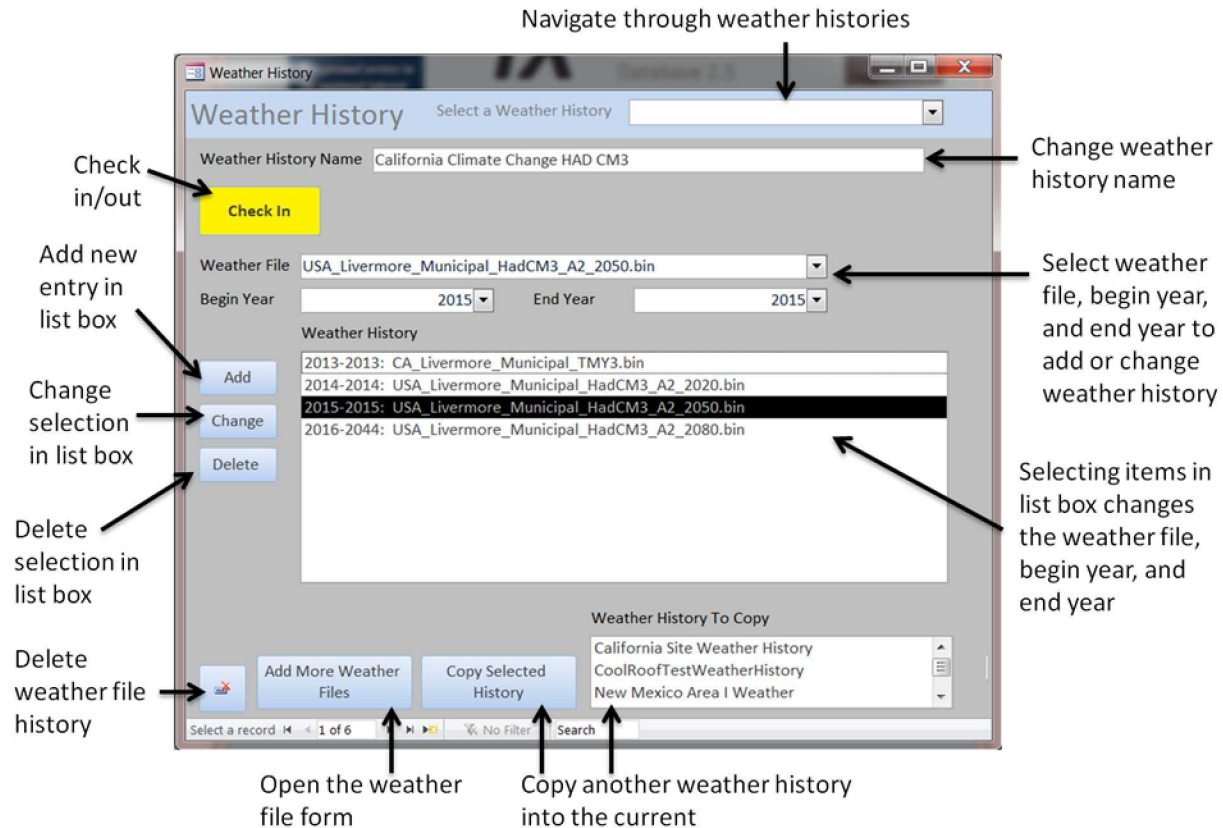 Navigate through weather histories
Weather History
Database 2.5
Weather History
Select a Weather History
Weather History Name
California Climate Change HAD CM3
Change weather
history name
Check
in/out
Check In
Add new
entry in
list box
Weather File
USA_Livermore_Municipal_HadCM3_A2_2050.bin
Begin Year
2015
End Year
2015
Select weather
file, begin year,
and end year to
add or change
weather history
Weather History
2013-2013: CA_Livermore_Municipal_TMY3.bin
2014-2014: USA_Livermore_Municipal_HadCM3_A2_2020.bin
2015-2015: USA_Livermore_Municipal_HadCM3_A2_2050.bin
2016-2044: USA_Livermore_Municipal_HadCM3_A2_2080.bin
Add
Change
Delete
Change
selection
in list box
Delete
selection in
list box
Selecting items in
list box changes
the weather file,
begin year, and
end year
Weather History To Copy
California Site Weather History
CoolRoofTestWeatherHistory
New Mexico Area I Weather
Delete
weather file
history
Add More Weather
Files
Copy Selected
History
Select a record
1 of 6
No Filter
Search
Open the weather
file form
Copy another weather history
into the current